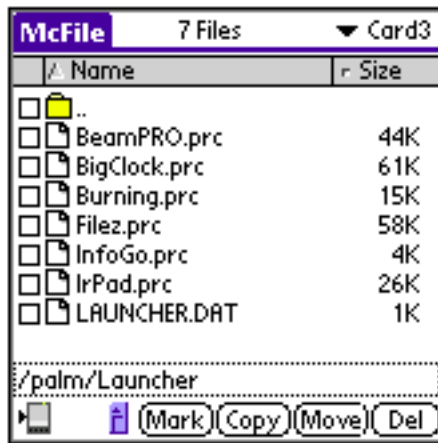 McFile 7 Files Card3
Name Size
..
BeamPRO.prc 44K
BigClock.prc 61K
Burning.prc 15K
Filez.prc 58K
InfoGo.prc 4K
IrPad.prc 26K
LAUNCHER.DAT 1K
/palm/Launcher
Mark Copy Move Del